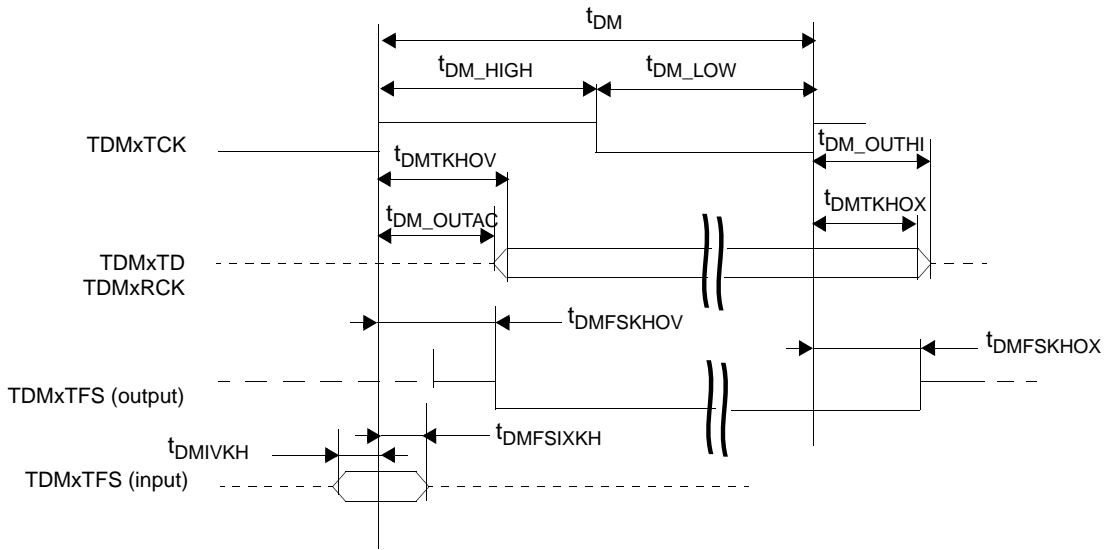 tDM
tDM_HIGH
tDM_LOW
TDMxTCK
tDMTKHOV
tDM_OUTHI
tDM_OUTAC
tDMTKHOX
TDMxTD
TDMxRCK
tDMFSKHOV
tDMFSKHOX
TDMxTFS (output)
tDMIVKH
tDMFSIXKH
TDMxTFS (input)